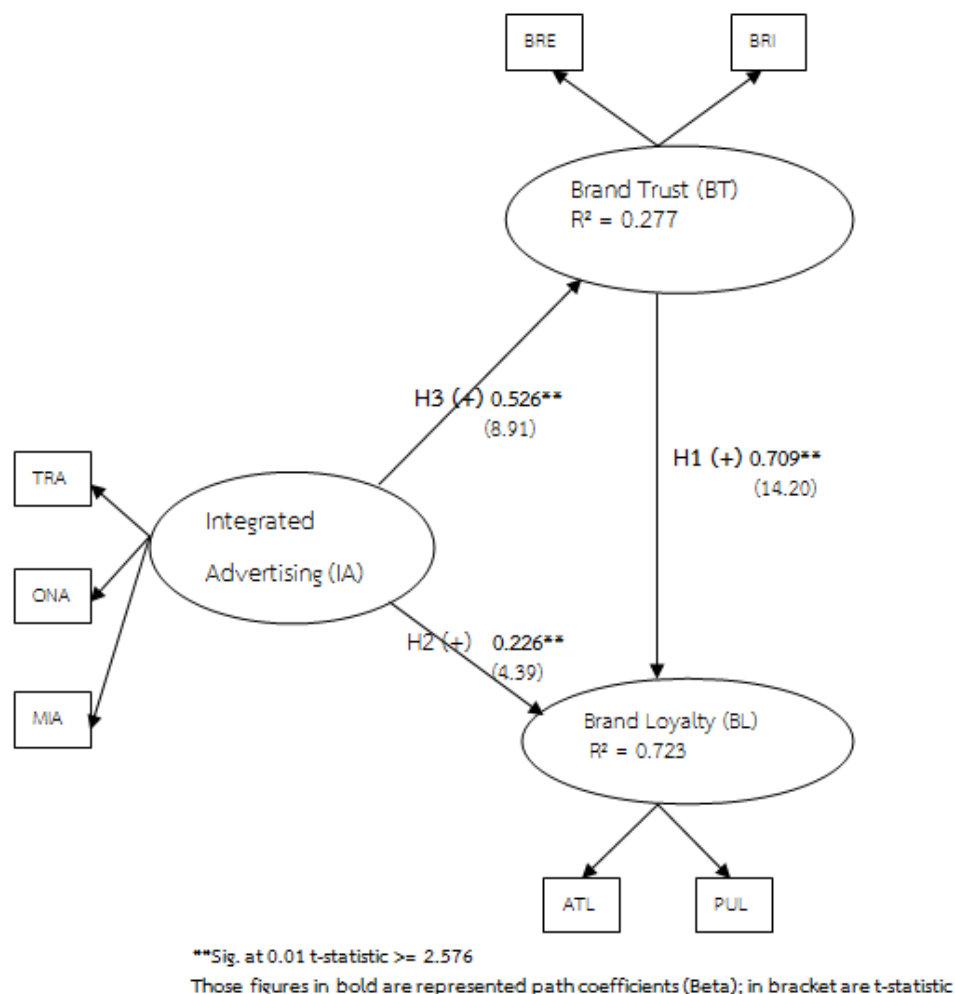 BRE
BRI
Brand Trust (BT)
R² = 0.277
H3 (+) 0.526**
(8.91)
H1 (+) 0.709**
(14.20)
TRA
Integrated
Advertising (IA)
ONA
H2 (+) 0.226**
(4.39)
MIA
Brand Loyalty (BL)
R² = 0.723
ATL
PUL
**Sig. at 0.01 t-statistic >= 2.576
Those figures in bold are represented path coefficients (Beta); in bracket are t-statistic